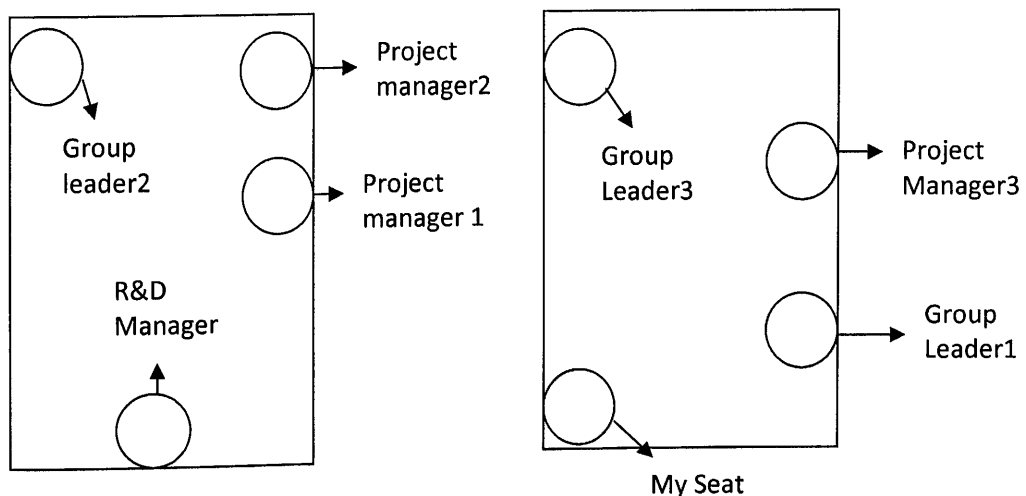 Project
manager2
Group
leader2
Project
manager 1
R&D
Manager
Group
Leader3
Project
Manager3
Group
Leader1
My Seat